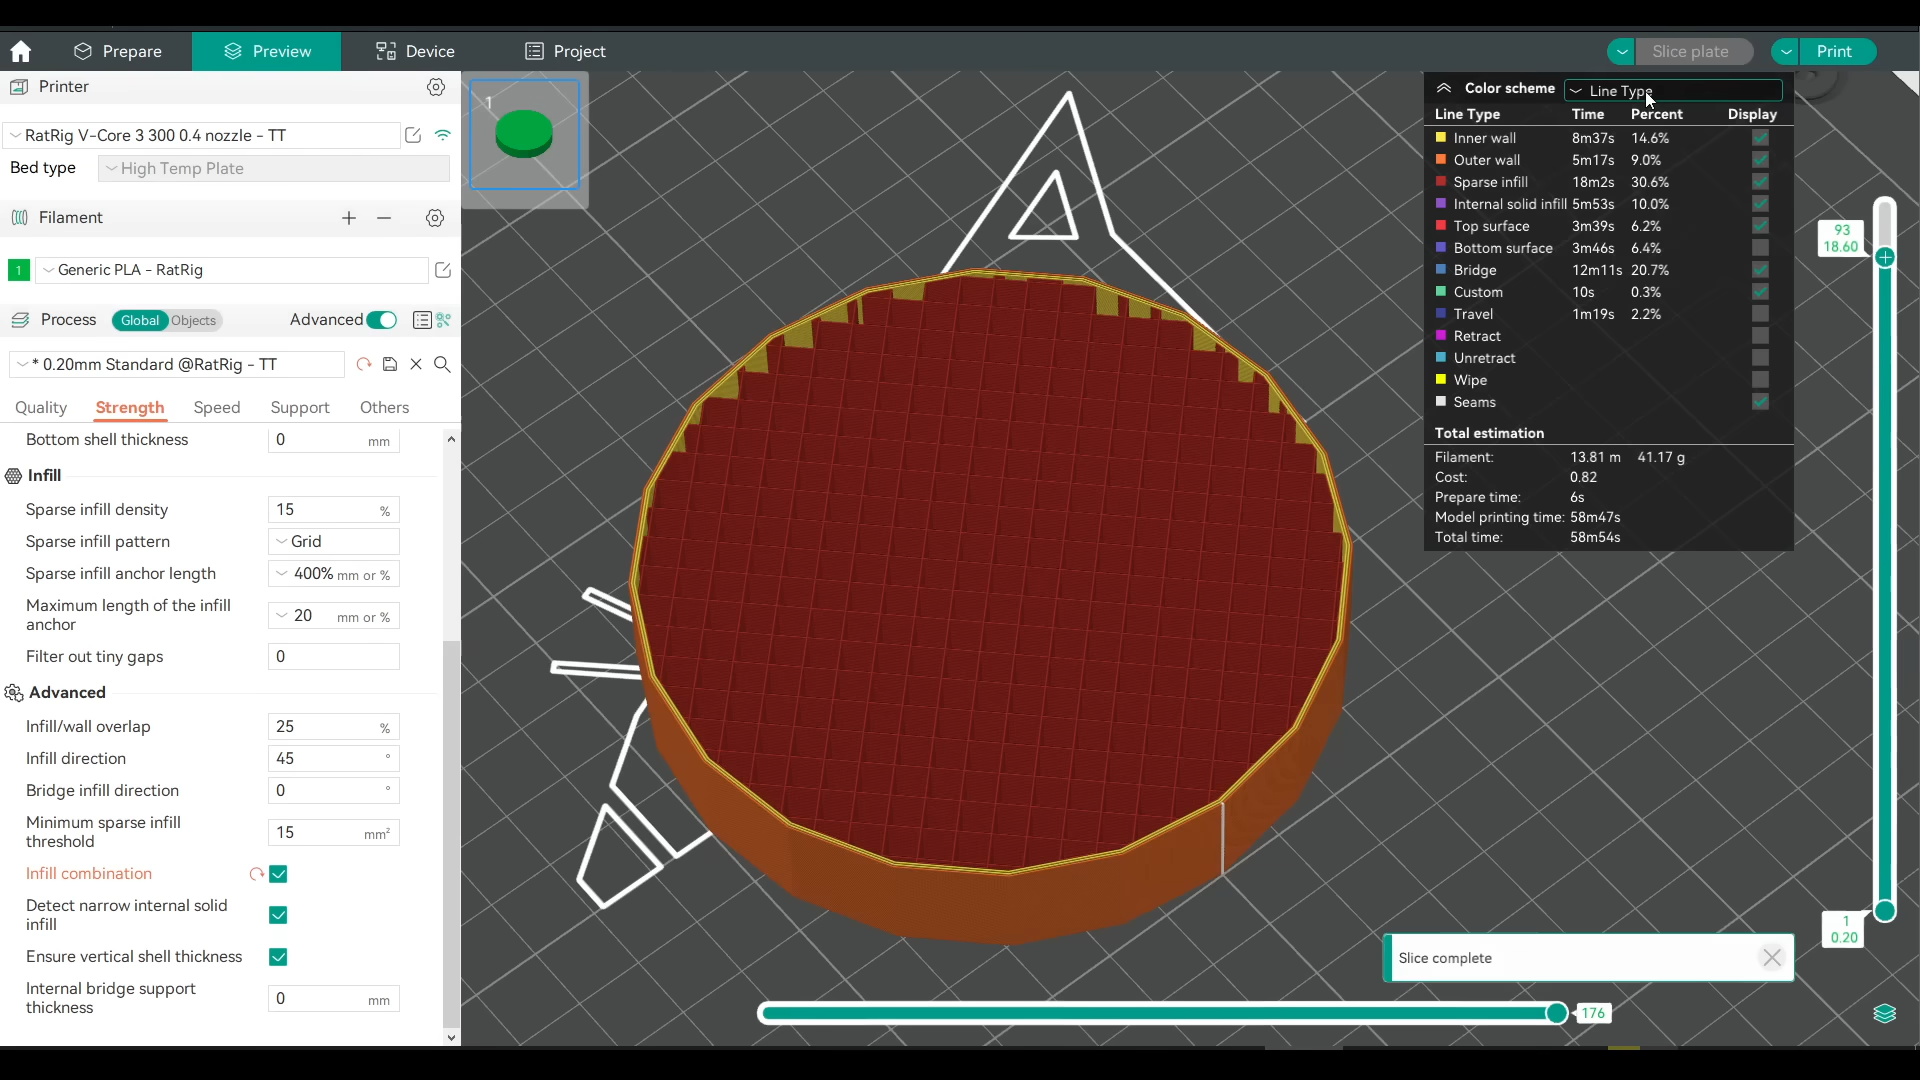 Prepare
Preview
Device
Project
Slice plate
Print
Printer
RatRig V-Core 3 300 0.4 nozzle - TT
Bed type High Temp Plate
Filament
1 Generic PLA - RatRig
Process Global Objects Advanced
* 0.20mm Standard @RatRig - TT
Quality Strength Speed Support Others
Bottom shell thickness 0 mm
Infill
Sparse infill density 15 %
Sparse infill pattern Grid
Sparse infill anchor length 400% mm or %
Maximum length of the infill
anchor 20 mm or %
Filter out tiny gaps 0
Advanced
Infill/wall overlap 25 %
Infill direction 45 °
Bridge infill direction 0 °
Minimum sparse infill
threshold 15 mm²
Infill combination
Detect narrow internal solid
infill
Ensure vertical shell thickness
Internal bridge support
thickness 0 mm
1
Color scheme Line Type
Line Type Time Percent Display
Inner wall 8m37s 14.6%
Outer wall 5m17s 9.0%
Sparse infill 18m2s 30.6%
Internal solid infill 5m53s 10.0%
Top surface 3m39s 6.2%
Bottom surface 3m46s 6.4%
Bridge 12m11s 20.7%
Custom 10s 0.3%
Travel 1m19s 2.2%
Retract
Unretract
Wipe
Seams
Total estimation
Filament: 13.81 m 41.17 g
Cost: 0.82
Prepare time: 6s
Model printing time: 58m47s
Total time: 58m54s
93
18.60
1
0.20
Slice complete
176